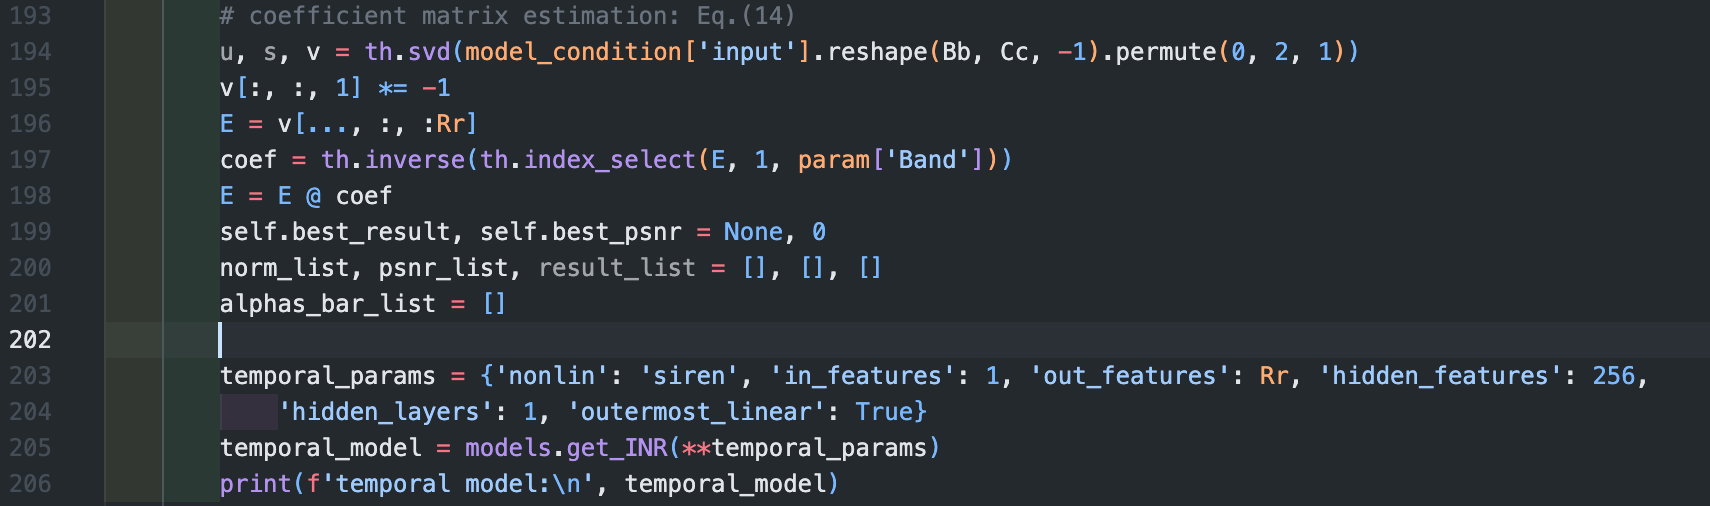 193 # coefficient matrix estimation: Eq.(14)
194 u, s, v = th.svd(model_condition['input'].reshape(Bb, Cc, -1).permute(0, 2, 1))
195 v[:, :, 1] *= -1
196 E = v[..., :, :Rr]
197 coef = th.inverse(th.index_select(E, 1, param['Band']))
198 E = E @ coef
199 self.best_result, self.best_psnr = None, 0
200 norm_list, psnr_list, result_list = [], [], []
201 alphas_bar_list = []
202
203 temporal_params = {'nonlin': 'siren', 'in_features': 1, 'out_features': Rr, 'hidden_features': 256,
204 'hidden_layers': 1, 'outermost_linear': True}
205 temporal_model = models.get_INR(**temporal_params)
206 print(f'temporal model:\n', temporal_model)